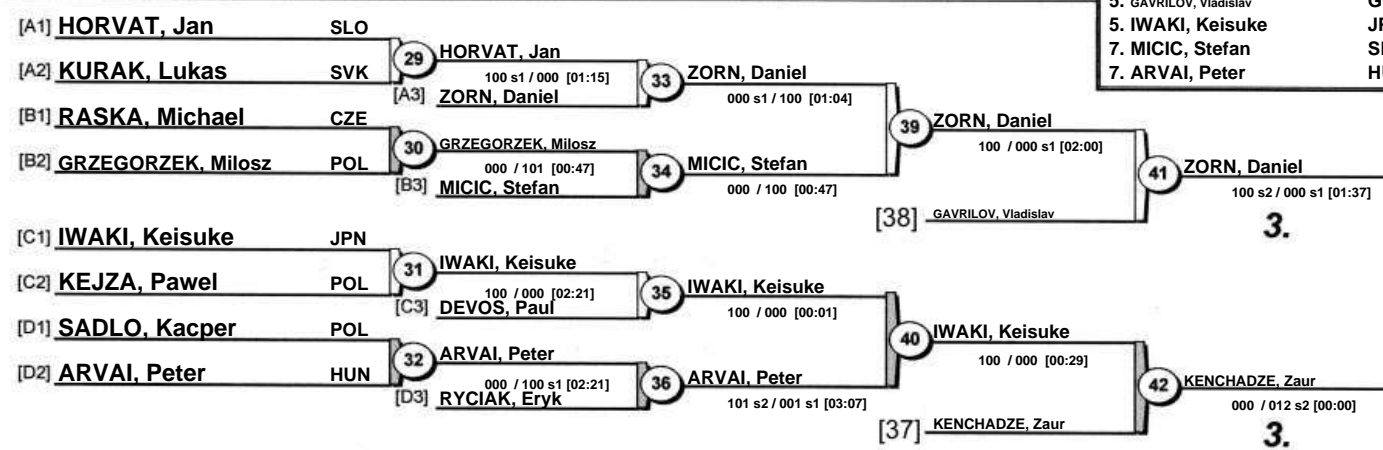 5. GAVRILOV, Vladislav
5. IWAKI, Keisuke
7. MICIC, Stefan
7. ARVAI, Peter
[A1] HORVAT, Jan SLO
[A2] KURAK, Lukas SVK
[B1] RASKA, Michael CZE
[B2] GRZEGORZEK, Milosz POL
[C1] IWAKI, Keisuke JPN
[C2] KEJZA, Pawel POL
[D1] SADLO, Kacper POL
[D2] ARVAI, Peter HUN
29
HORVAT, Jan
100 s1 / 000 [01:15]
[A3] ZORN, Daniel
30
GRZEGORZEK, Milosz
000 / 101 [00:47]
[B3] MICIC, Stefan
31
IWAKI, Keisuke
100 / 000 [02:21]
[C3] DEVOS, Paul
32
ARVAI, Peter
000 / 100 s1 [02:21]
[D3] RYCIAK, Eryk
33
ZORN, Daniel
000 s1 / 100 [01:04]
34
MICIC, Stefan
000 / 100 [00:47]
35
IWAKI, Keisuke
100 / 000 [00:01]
36
ARVAI, Peter
101 s2 / 001 s1 [03:07]
39
ZORN, Daniel
100 / 000 s1 [02:00]
[38] GAVRILOV, Vladislav
40
IWAKI, Keisuke
100 / 000 [00:29]
[37] KENCHADZE, Zaur
41
ZORN, Daniel
100 s2 / 000 s1 [01:37]
3.
42
KENCHADZE, Zaur
000 / 012 s2 [00:00]
3.